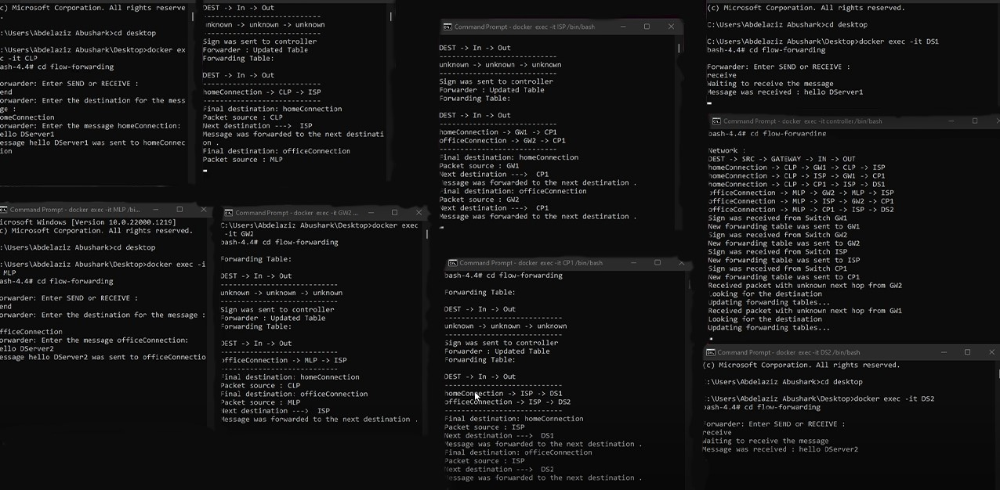 (c) Microsoft Corporation. All rights reserve
.
:\Users\Abdelaziz Abushark>cd desktop
:\Users\Abdelaziz Abushark\Desktop>docker ex
c -it CLP
ash-4.4# cd flow-forwarding
orwarder: Enter SEND or RECEIVE :
end
orwarder: Enter the destination for the mess
ge :
omeConnection
orwarder: Enter the message homeConnection:
ello DServer1
essage hello DServer1 was sent to homeConnec
ion
DEST -> In -> Out
----------------------------
unknown -> unknown -> unknown
----------------------------
Sign was sent to controller
Forwarder : Updated Table
Forwarding Table:
DEST -> In -> Out
----------------------------
homeConnection -> CLP -> ISP
----------------------------
Final destination: homeConnection
Packet source : CLP
Next destination ---> ISP
Message was forwarded to the next destinati
on .
Final destination: officeConnection
Packet source : MLP
Command Prompt - docker exec -it ISP /bin/bash
DEST -> In -> Out
----------------------------
unknown -> unknown -> unknown
----------------------------
Sign was sent to controller
Forwarder : Updated Table
Forwarding Table:
DEST -> In -> Out
----------------------------
homeConnection -> GW1 -> CP1
officeConnection -> GW2 -> CP1
----------------------------
Final destination: homeConnection
Packet source : GW1
Next destination ---> CP1
Message was forwarded to the next destination .
Final destination: officeConnection
Packet source : GW2
Next destination ---> CP1
Message was forwarded to the next destination .
(c) Microsoft Corporation. All rights reserved.
C:\Users\Abdelaziz Abushark>cd desktop
C:\Users\Abdelaziz Abushark\Desktop>docker exec -it DS1
bash-4.4# cd flow-forwarding
Forwarder: Enter SEND or RECEIVE :
receive
Waiting to receive the message
Message was received : hello DServer1
Command Prompt - docker exec -it controller /bin/bash
bash-4.4# cd flow-forwarding
Network :
DEST -> SRC -> GATEWAY -> IN -> OUT
homeConnection -> CLP -> GW1 -> CLP -> ISP
homeConnection -> CLP -> ISP -> GW1 -> CP1
homeConnection -> CLP -> CP1 -> ISP -> DS1
officeConnection -> MLP -> GW2 -> MLP -> ISP
officeConnection -> MLP -> ISP -> GW2 -> CP1
officeConnection -> MLP -> CP1 -> ISP -> DS2
Sign was received from Switch GW1
New forwarding table was sent to GW1
Sign was received from Switch GW2
New forwarding table was sent to GW2
Sign was received from Switch ISP
New forwarding table was sent to ISP
Sign was received from Switch CP1
New forwarding table was sent to CP1
Received packet with unknown next hop from GW2
Looking for the destination
Updating forwarding tables...
Received packet with unknown next hop from GW1
Looking for the destination
Updating forwarding tables...
Command Prompt - docker exec -it MLP /bi...
Microsoft Windows [Version 10.0.22000.1219]
(c) Microsoft Corporation. All rights reserved.
:\Users\Abdelaziz Abushark>cd desktop
:\Users\Abdelaziz Abushark\Desktop>docker exec -i
MLP
ash-4.4# cd flow-forwarding
orwarder: Enter SEND or RECEIVE :
end
orwarder: Enter the destination for the message :
fficeConnection
orwarder: Enter the message officeConnection:
ello DServer2
essage hello DServer2 was sent to officeConnectio
Command Prompt - docker exec -it GW2 ...
C:\Users\Abdelaziz Abushark\Desktop>docker exec
-it GW2
bash-4.4# cd flow-forwarding
Forwarding Table:
DEST -> In -> Out
----------------------------
unknown -> unknown -> unknown
----------------------------
Sign was sent to controller
Forwarder : Updated Table
Forwarding Table:
DEST -> In -> Out
----------------------------
officeConnection -> MLP -> ISP
----------------------------
Final destination: homeConnection
Packet source : CLP
Final destination: officeConnection
Packet source : MLP
Next destination ---> ISP
Message was forwarded to the next destination .
Command Prompt - docker exec -it CP1 /bin/bash
bash-4.4# cd flow-forwarding
Forwarding Table:
DEST -> In -> Out
----------------------------
unknown -> unknown -> unknown
----------------------------
Sign was sent to controller
Forwarder : Updated Table
Forwarding Table:
DEST -> In -> Out
----------------------------
homeConnection -> ISP -> DS1
officeConnection -> ISP -> DS2
----------------------------
Final destination: homeConnection
Packet source : ISP
Next destination ---> DS1
Message was forwarded to the next destination .
Final destination: officeConnection
Packet source : ISP
Next destination ---> DS2
Message was forwarded to the next destination .
Command Prompt - docker exec -it DS2 /bin/bash
(c) Microsoft Corporation. All rights reserved.
C:\Users\Abdelaziz Abushark>cd desktop
C:\Users\Abdelaziz Abushark\Desktop>docker exec -it DS2
bash-4.4# cd flow-forwarding
Forwarder: Enter SEND or RECEIVE :
receive
Waiting to receive the message
Message was received : hello DServer2